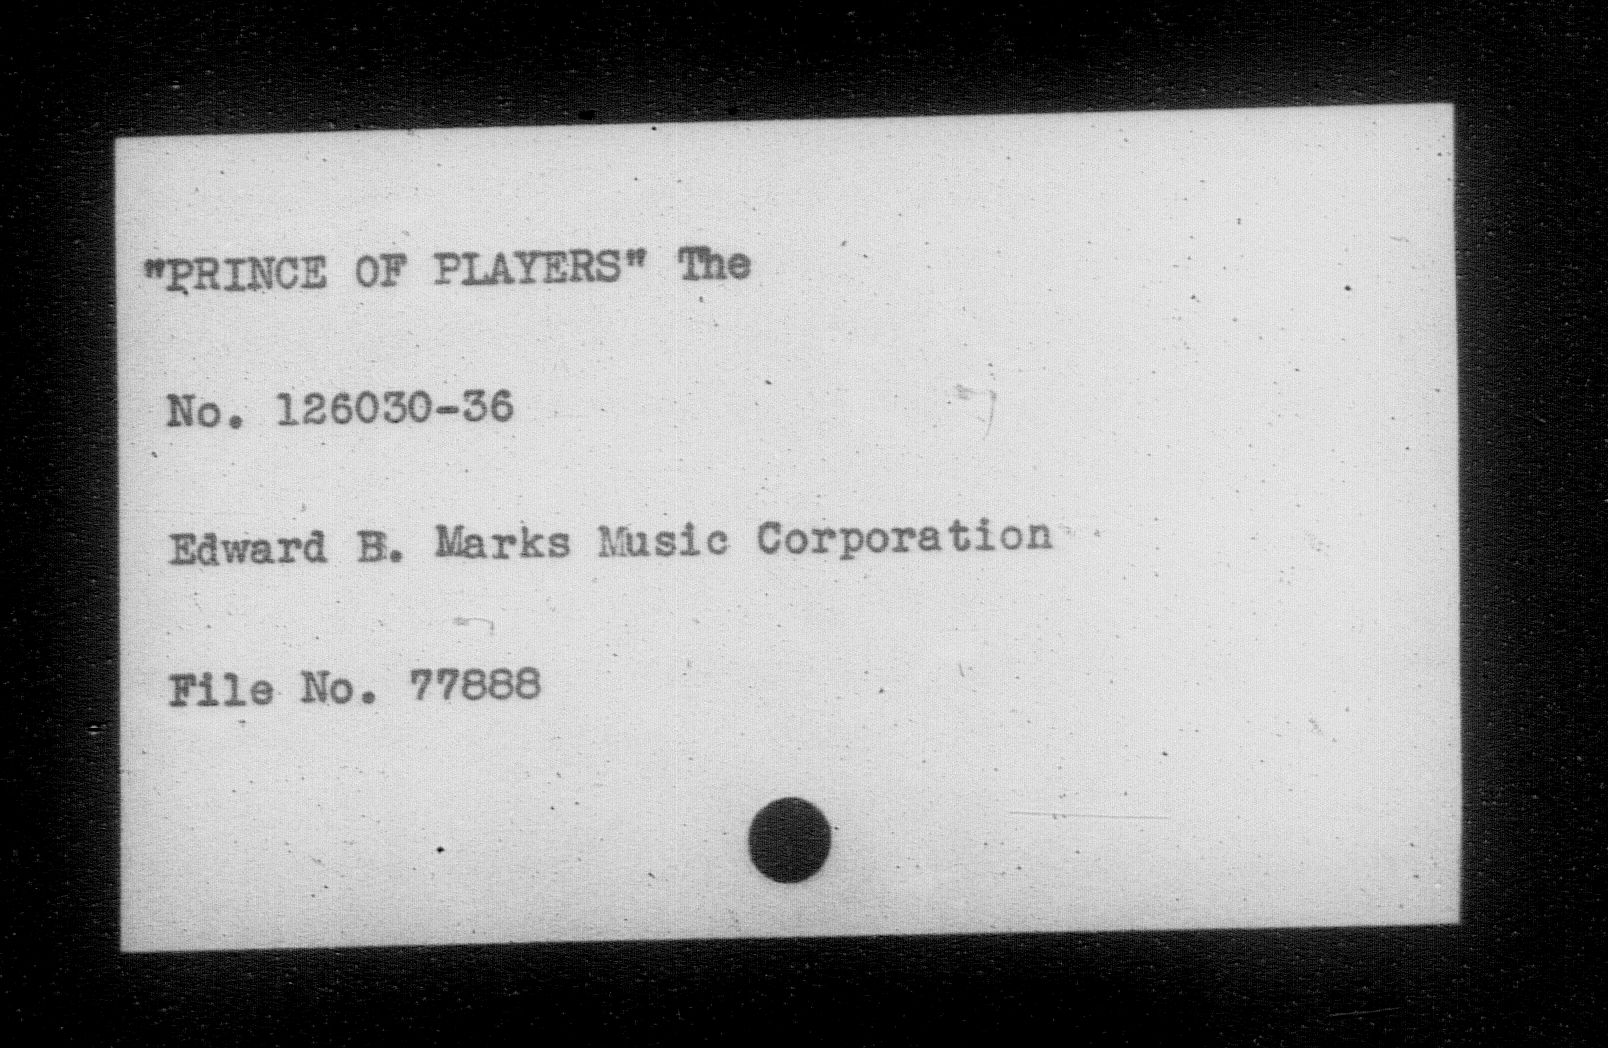 "PRINCE OF PLAYERS" The
No. 126030-36
Edward B. Marks Music Corporation
File No. 77888